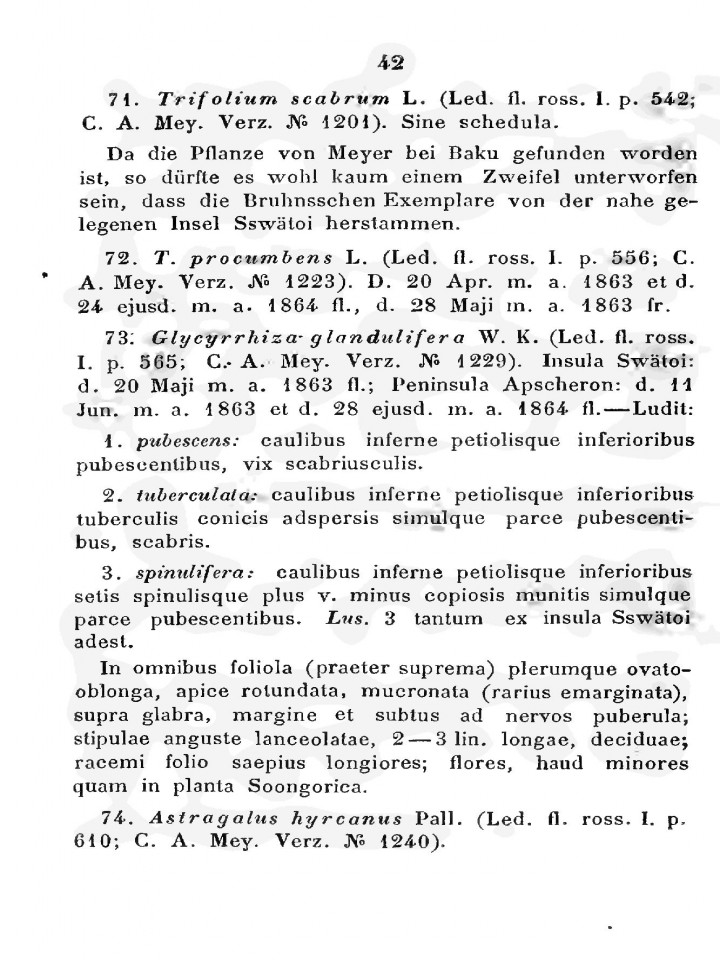 42
71. Trifolium scabrum L. (Led. fl. ross. I. p. 542;
C. A. Mey. Verz. № 1201). Sine schedula.
Da die Pflanze von Meyer bei Baku gefunden worden
ist, so dürfte es wohl kaum einem Zweifel unterworfen
sein, dass die Bruhnsschen Exemplare von der nahe ge-
legenen Insel Sswätoi herstammen.
72. T. procumbens L. (Led. fl. ross. I. p. 556; C.
A. Mey. Verz. № 1223). D. 20 Apr. m. a. 1863 et d.
24 ejusd. m. a. 1864 fl., d. 28 Maji m. a. 1863 fr.
73. Glycyrrhiza glandulifera W. K. (Led. fl. ross.
I. p. 565; C. A. Mey. Verz. № 1229). Insula Swätoi:
d. 20 Maji m. a. 1863 fl.; Peninsula Apscheron: d. 11
Jun. m. a. 1863 et d. 28 ejusd. m. a. 1864 fl.—Ludit:
1. pubescens: caulibus inferne petiolisque inferioribus
pubescentibus, vix scabriusculis.
2. tuberculata: caulibus inferne petiolisque inferioribus
tuberculis conicis adspersis simulque parce pubescenti-
bus, scabris.
3. spinulifera: caulibus inferne petiolisque inferioribus
setis spinulisque plus v. minus copiosis munitis simulque
parce pubescentibus. Lus. 3 tantum ex insula Sswätoi
adest.
In omnibus foliola (praeter suprema) plerumque ovato-
oblonga, apice rotundata, mucronata (rarius emarginata),
supra glabra, margine et subtus ad nervos puberula;
stipulae anguste lanceolatae, 2—3 lin. longae, deciduae;
racemi folio saepius longiores; flores, haud minores
quam in planta Soongorica.
74. Astragalus hyrcanus Pall. (Led. fl. ross. I. p.
610; C. A. Mey. Verz. № 1240).